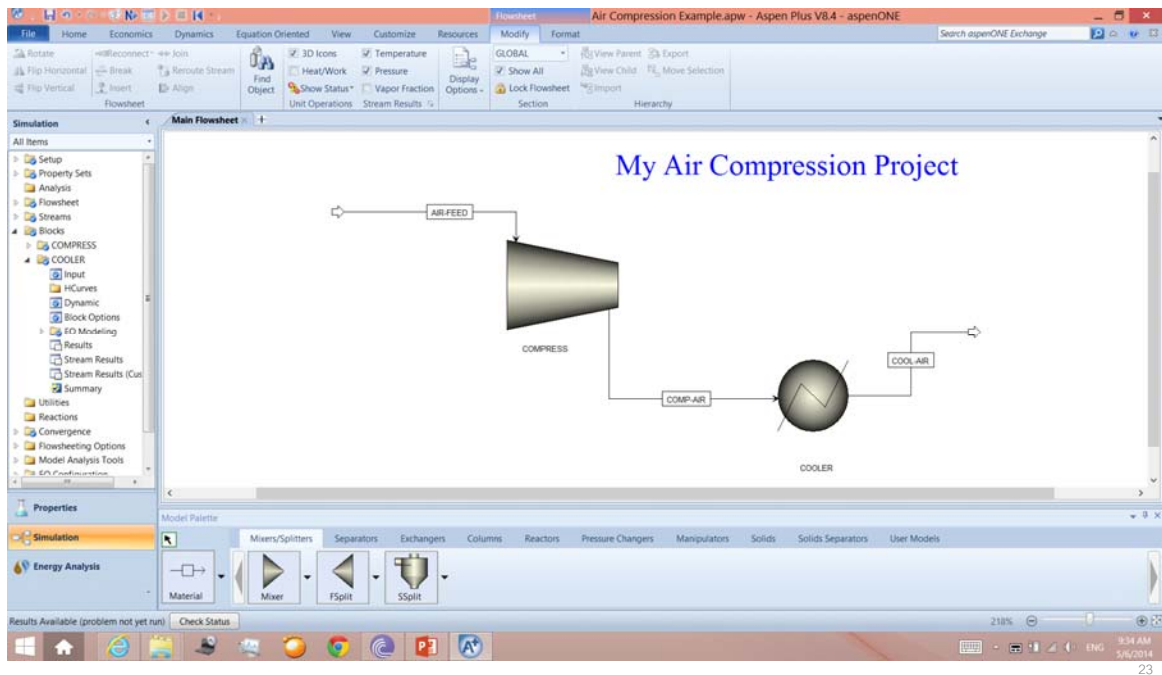 Flowsheet
Air Compression Example.apw - Aspen Plus V8.4 - aspenONE
File Home Economics Dynamics Equation Oriented View Customize Resources Modify Format
Search aspenONE Exchange
Rotate Reconnect Join
Flip Horizontal Break Reroute Stream
Flip Vertical Insert Align
Flowsheet
Find
Object
3D Icons Temperature
Heat/Work Pressure
Show Status Vapor Fraction
Unit Operations Stream Results
Display
Options
GLOBAL
Show All
Lock Flowsheet
Section
View Parent Export
View Child Move Selection
Import
Hierarchy
Simulation
All Items
Setup
Property Sets
Analysis
Flowsheet
Streams
Blocks
COMPRESS
COOLER
Input
HCurves
Dynamic
Block Options
EO Modeling
Results
Stream Results
Stream Results (Cus
Summary
Utilities
Reactions
Convergence
Flowsheeting Options
Model Analysis Tools
EO Configuration
Properties
Simulation
Energy Analysis
Main Flowsheet
My Air Compression Project
AIR-FEED
COMPRESS
COMP-AIR
COOL-AIR
COOLER
Model Palette
Mixers/Splitters Separators Exchangers Columns Reactors Pressure Changers Manipulators Solids Solids Separators User Models
Material Mixer FSplit SSplit
Results Available (problem not yet run) Check Status
218%
ENG
9:34 AM
5/6/2014
23